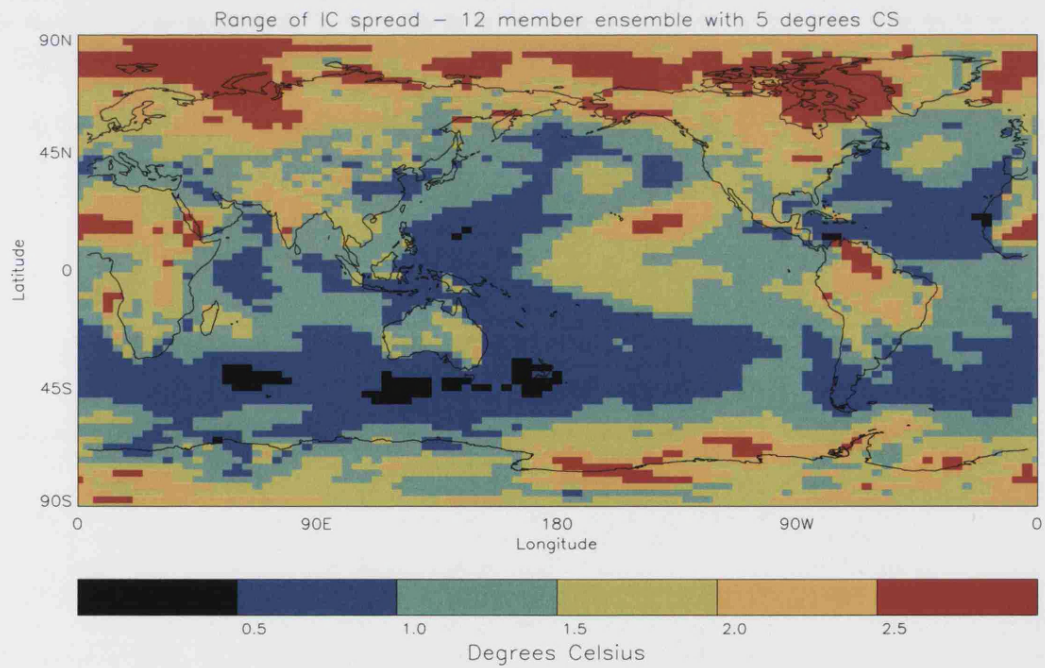 Range of IC spread – 12 member ensemble with 5 degrees CS
90N
45N
0
45S
90S
Latitude
0 90E 180 90W 0
Longitude
0.5 1.0 1.5 2.0 2.5
Degrees Celsius